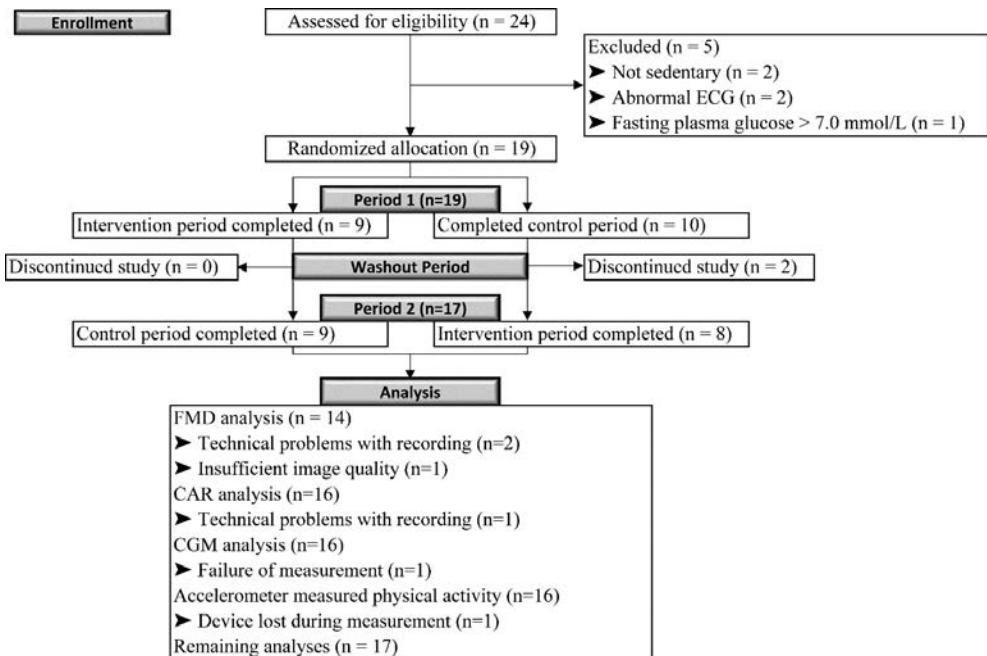 Enrollment
Assessed for eligibility (n = 24)
Excluded (n = 5)
➤ Not sedentary (n = 2)
➤ Abnormal ECG (n = 2)
➤ Fasting plasma glucose > 7.0 mmol/L (n = 1)
Randomized allocation (n = 19)
Period 1 (n=19)
Intervention period completed (n = 9)
Completed control period (n = 10)
Discontinued study (n = 0)
Washout Period
Discontinued study (n = 2)
Period 2 (n=17)
Control period completed (n = 9)
Intervention period completed (n = 8)
Analysis
FMD analysis (n = 14)
➤ Technical problems with recording (n=2)
➤ Insufficient image quality (n=1)
CAR analysis (n=16)
➤ Technical problems with recording (n=1)
CGM analysis (n=16)
➤ Failure of measurement (n=1)
Accelerometer measured physical activity (n=16)
➤ Device lost during measurement (n=1)
Remaining analyses (n = 17)